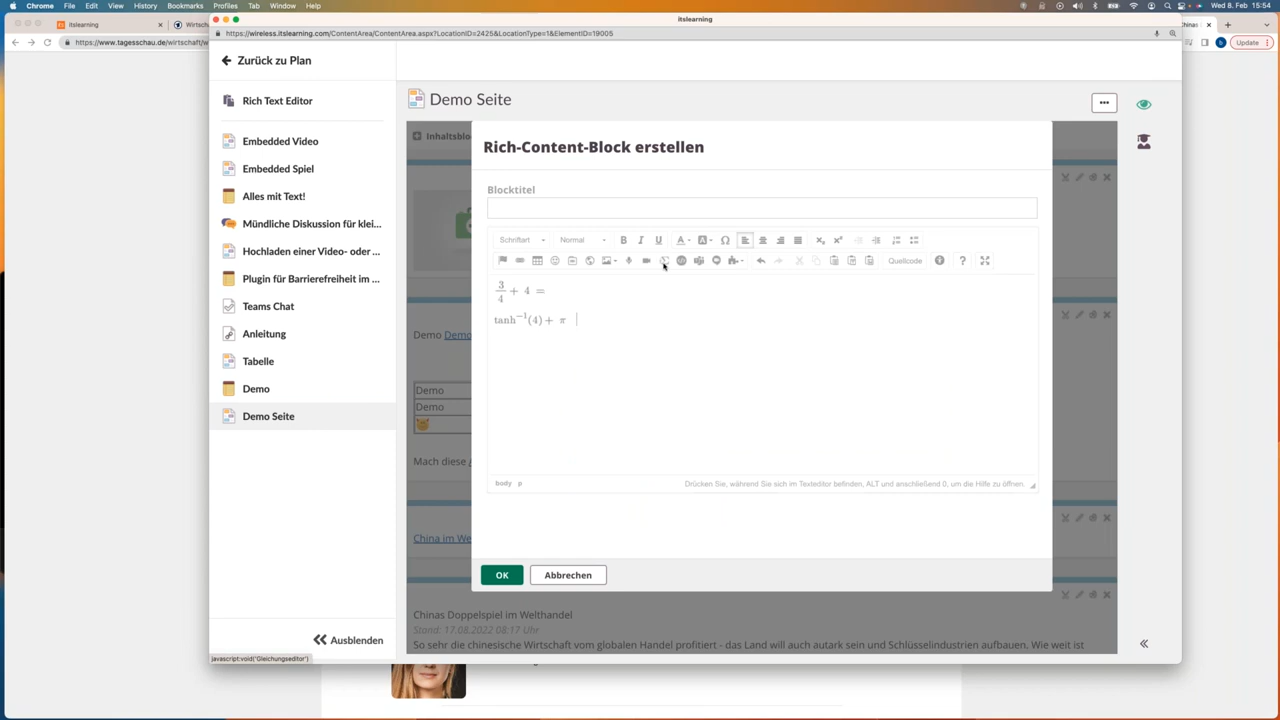 Chrome File Edit View History Bookmarks Profiles Tab Window Help
Wed 8. Feb 15:54
itslearning
itslearning
https://www.tagesschau.de/wirtschaft/w
https://wireless.itslearning.com/ContentArea/ContentArea.aspx?LocationID=2425&LocationType=1&ElementID=19005
Update
Zurück zu Plan
Rich Text Editor
Embedded Video
Embedded Spiel
Alles mit Text!
Mündliche Diskussion für klei...
Hochladen einer Video- oder ...
Plugin für Barrierefreiheit im ...
Teams Chat
Anleitung
Tabelle
Demo
Demo Seite
Ausblenden
javascript:void('Gleichungseditor')
Demo Seite
Inhaltsblo
Rich-Content-Block erstellen
Blocktitel
Schriftart Normal B I U A A Ω
Quellcode ?
3/4 + 4 =
tanh⁻¹(4) + π
body p
Drücken Sie, während Sie sich im Texteditor befinden, ALT und anschließend 0, um die Hilfe zu öffnen.
OK Abbrechen
Demo Demo
Demo
Demo
Mach diese
China im We
Chinas Doppelspiel im Welthandel
Stand: 17.08.2022 08:17 Uhr
So sehr die chinesische Wirtschaft vom globalen Handel profitiert - das Land will auch autark sein und Schlüsselindustrien aufbauen. Wie weit ist